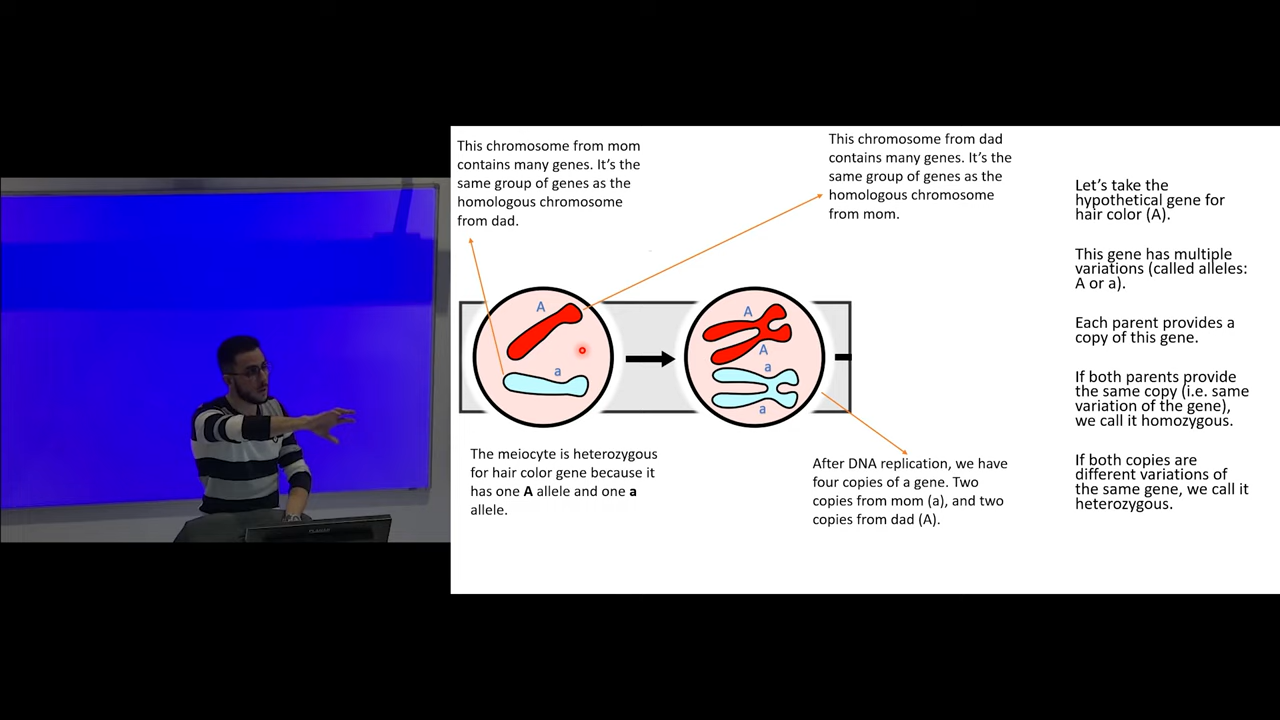 This chromosome from mom
contains many genes. It's the
same group of genes as the
homologous chromosome
from dad.
This chromosome from dad
contains many genes. It's the
same group of genes as the
homologous chromosome
from mom.
A
a
A
A
a
a
The meiocyte is heterozygous
for hair color gene because it
has one A allele and one a
allele.
After DNA replication, we have
four copies of a gene. Two
copies from mom (a), and two
copies from dad (A).
Let's take the
hypothetical gene for
hair color (A).
This gene has multiple
variations (called alleles:
A or a).
Each parent provides a
copy of this gene.
If both parents provide
the same copy (i.e. same
variation of the gene),
we call it homozygous.
If both copies are
different variations of
the same gene, we call it
heterozygous.